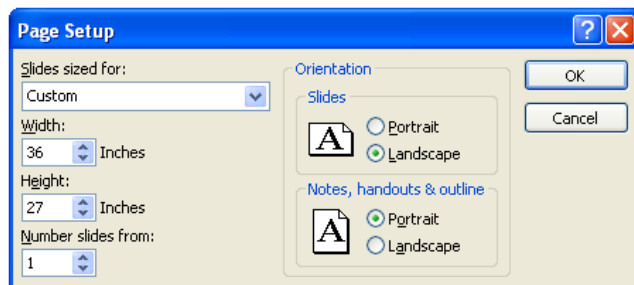 Page Setup
Slides sized for:
Custom
Width:
36 Inches
Height:
27 Inches
Number slides from:
1
Orientation
Slides
A
Portrait
Landscape
Notes, handouts & outline
A
Portrait
Landscape
OK
Cancel